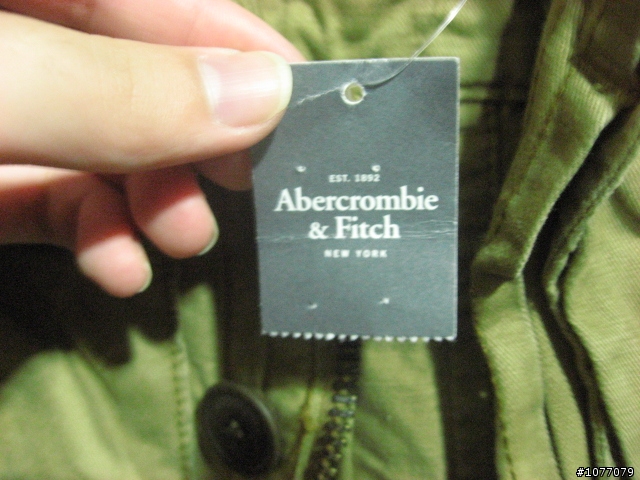 EST. 1892
Abercrombie
& Fitch
NEW YORK
#1077079